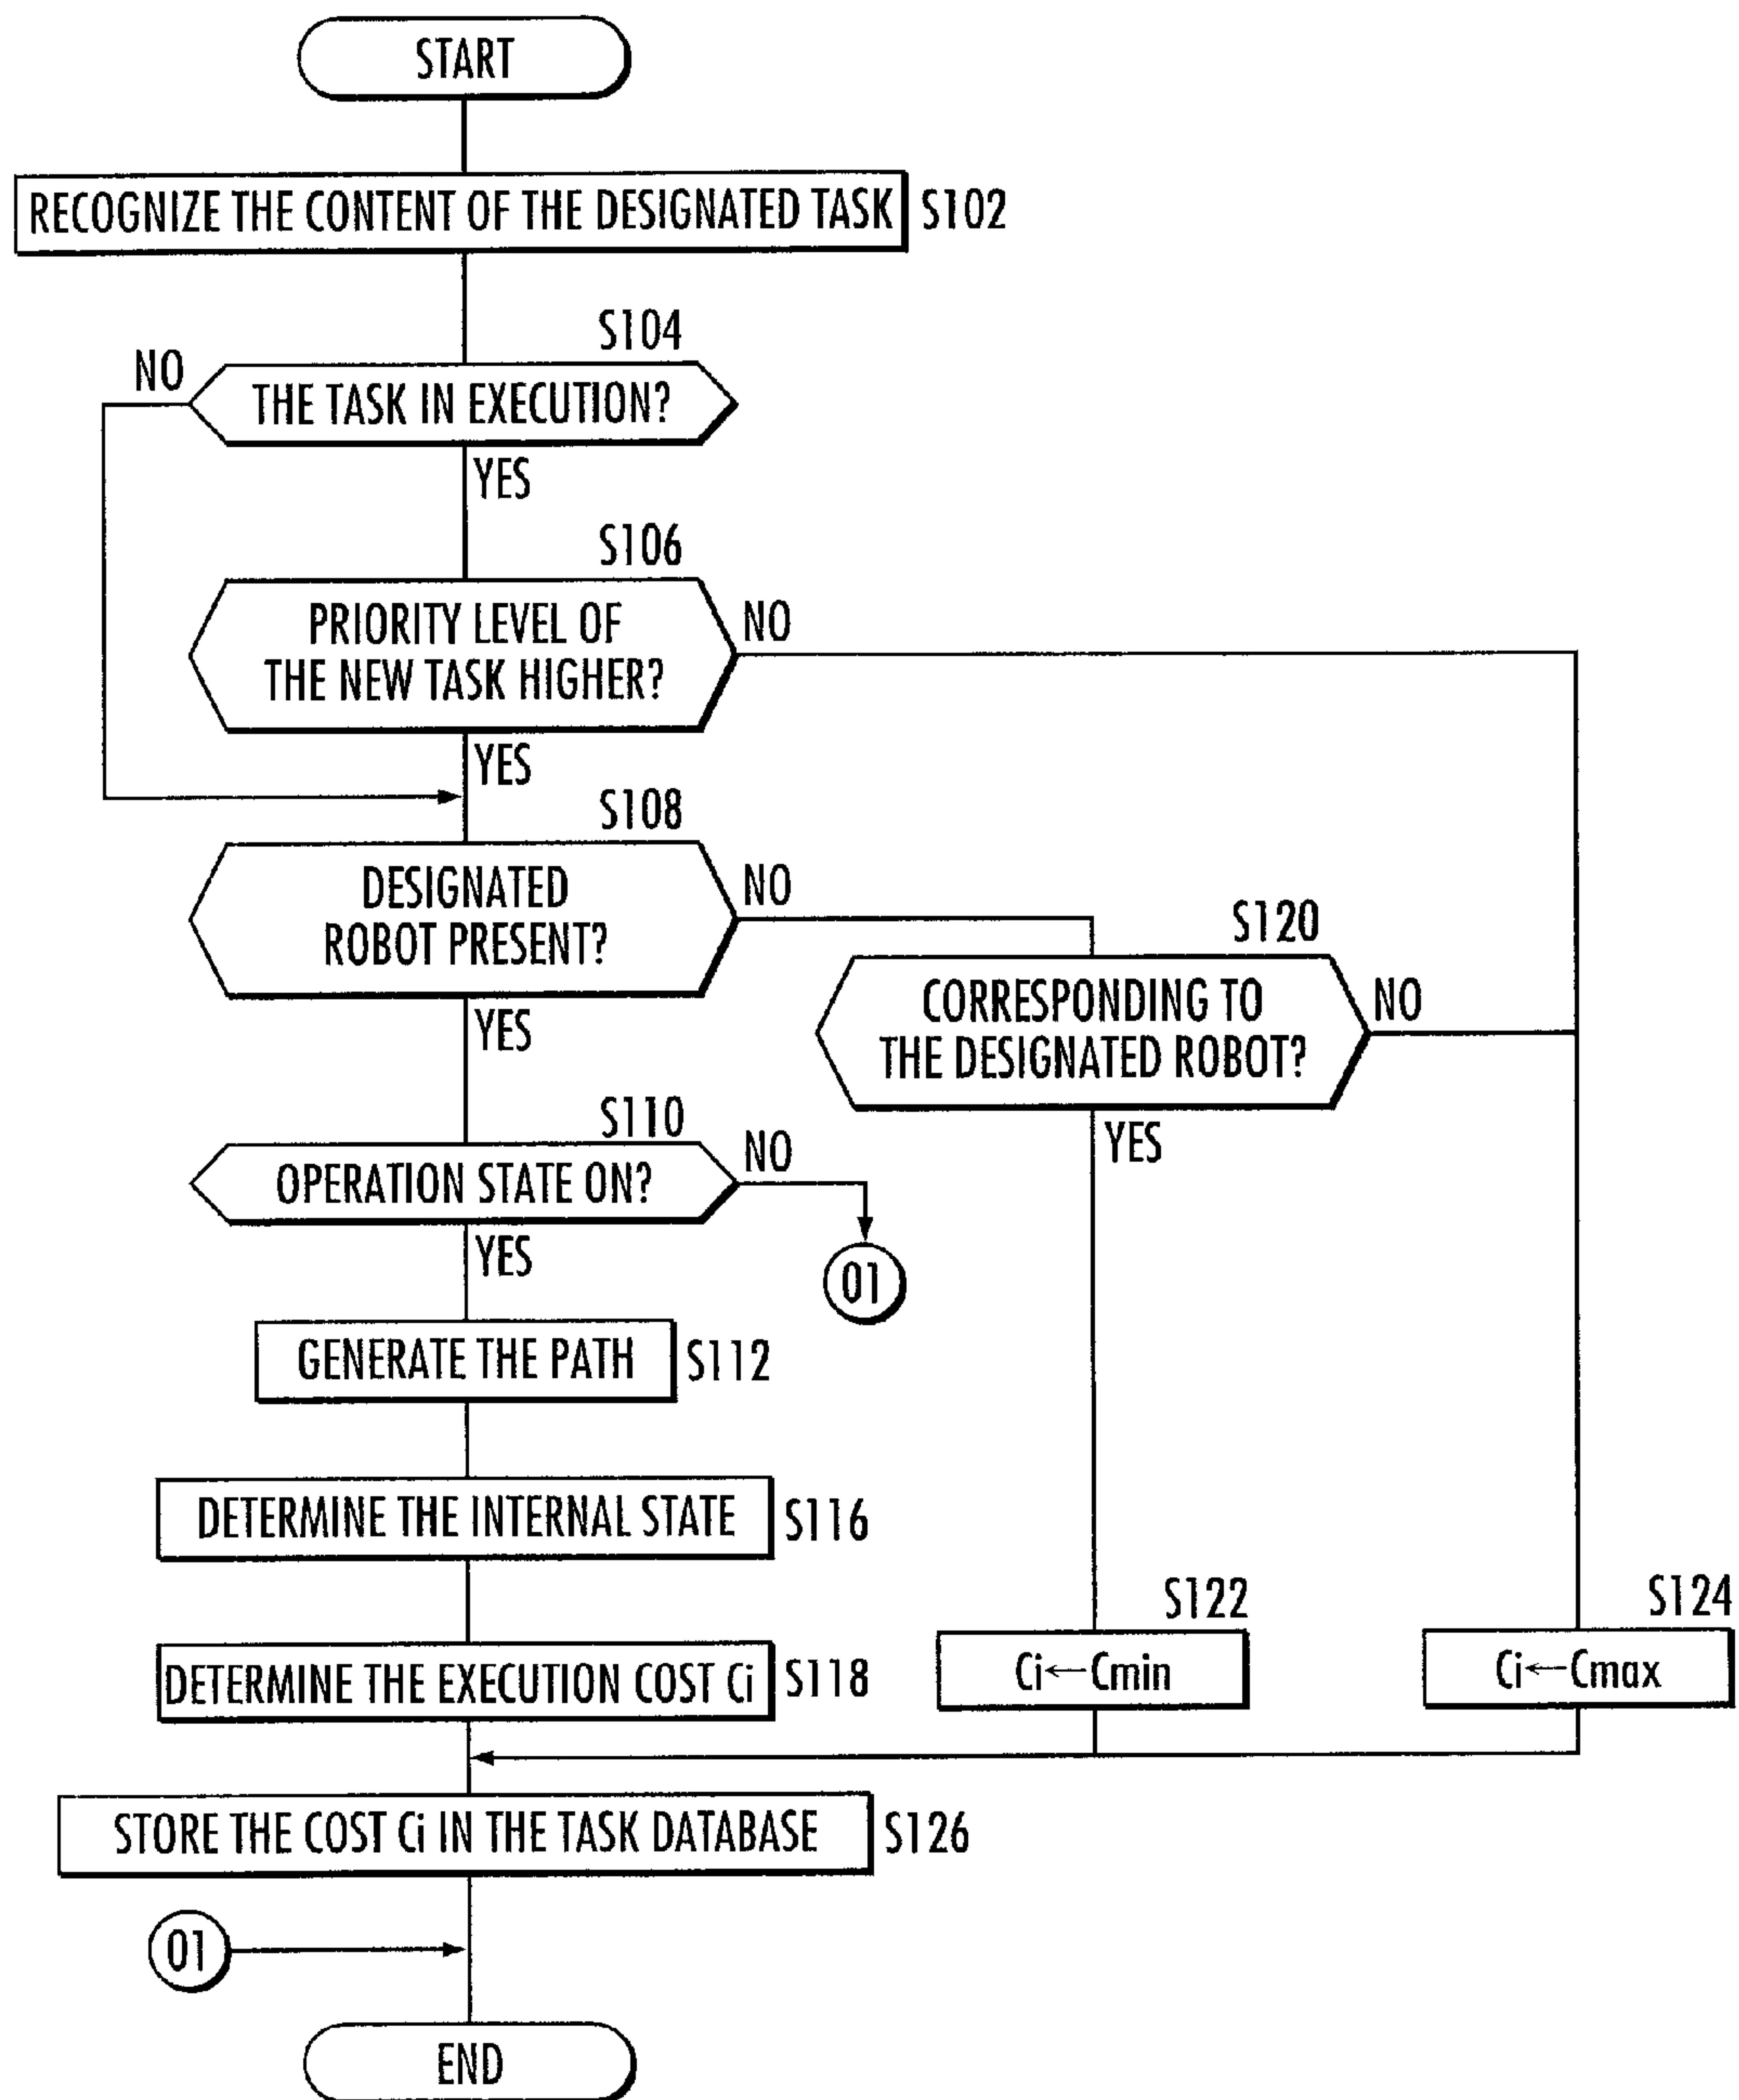 START
RECOGNIZE THE CONTENT OF THE DESIGNATED TASK
S102
S104
NO
THE TASK IN EXECUTION?
YES
S106
PRIORITY LEVEL OF
THE NEW TASK HIGHER?
NO
YES
S108
DESIGNATED
ROBOT PRESENT?
NO
YES
S120
CORRESPONDING TO
THE DESIGNATED ROBOT?
NO
YES
S110
OPERATION STATE ON?
NO
YES
01
GENERATE THE PATH
S112
DETERMINE THE INTERNAL STATE
S116
DETERMINE THE EXECUTION COST Ci
S118
S122
Ci←Cmin
S124
Ci←Cmax
STORE THE COST Ci IN THE TASK DATABASE
S126
01
END